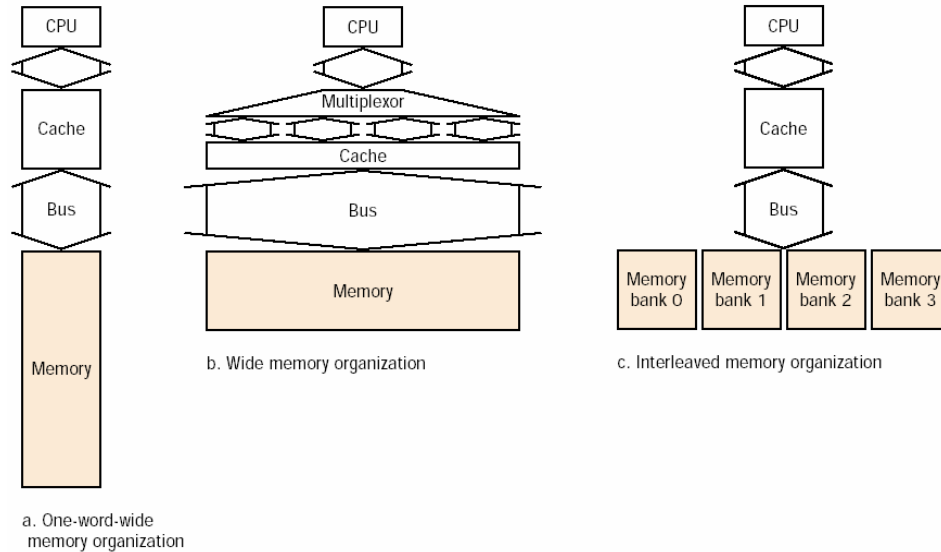 CPU
Cache
Bus
Memory
a. One-word-wide
memory organization
CPU
Multiplexor
Cache
Bus
Memory
b. Wide memory organization
CPU
Cache
Bus
Memory
bank 0
Memory
bank 1
Memory
bank 2
Memory
bank 3
c. Interleaved memory organization